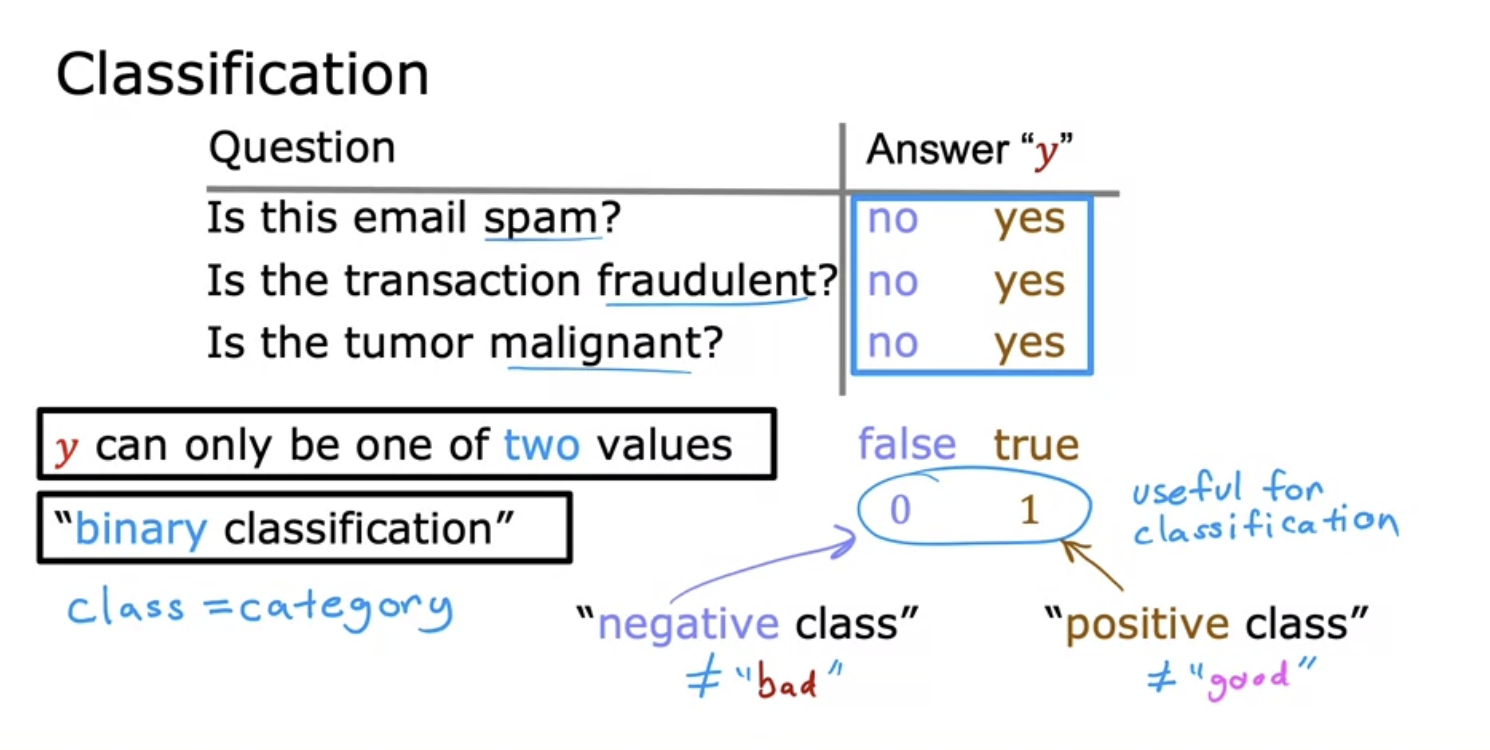 Classification
Question Answer “y”
Is this email spam? no yes
Is the transaction fraudulent? no yes
Is the tumor malignant? no yes
y can only be one of two values
false true
“binary classification”
0 1
useful for
classification
class = category
“negative class”
≠ “bad”
“positive class”
≠ “good”